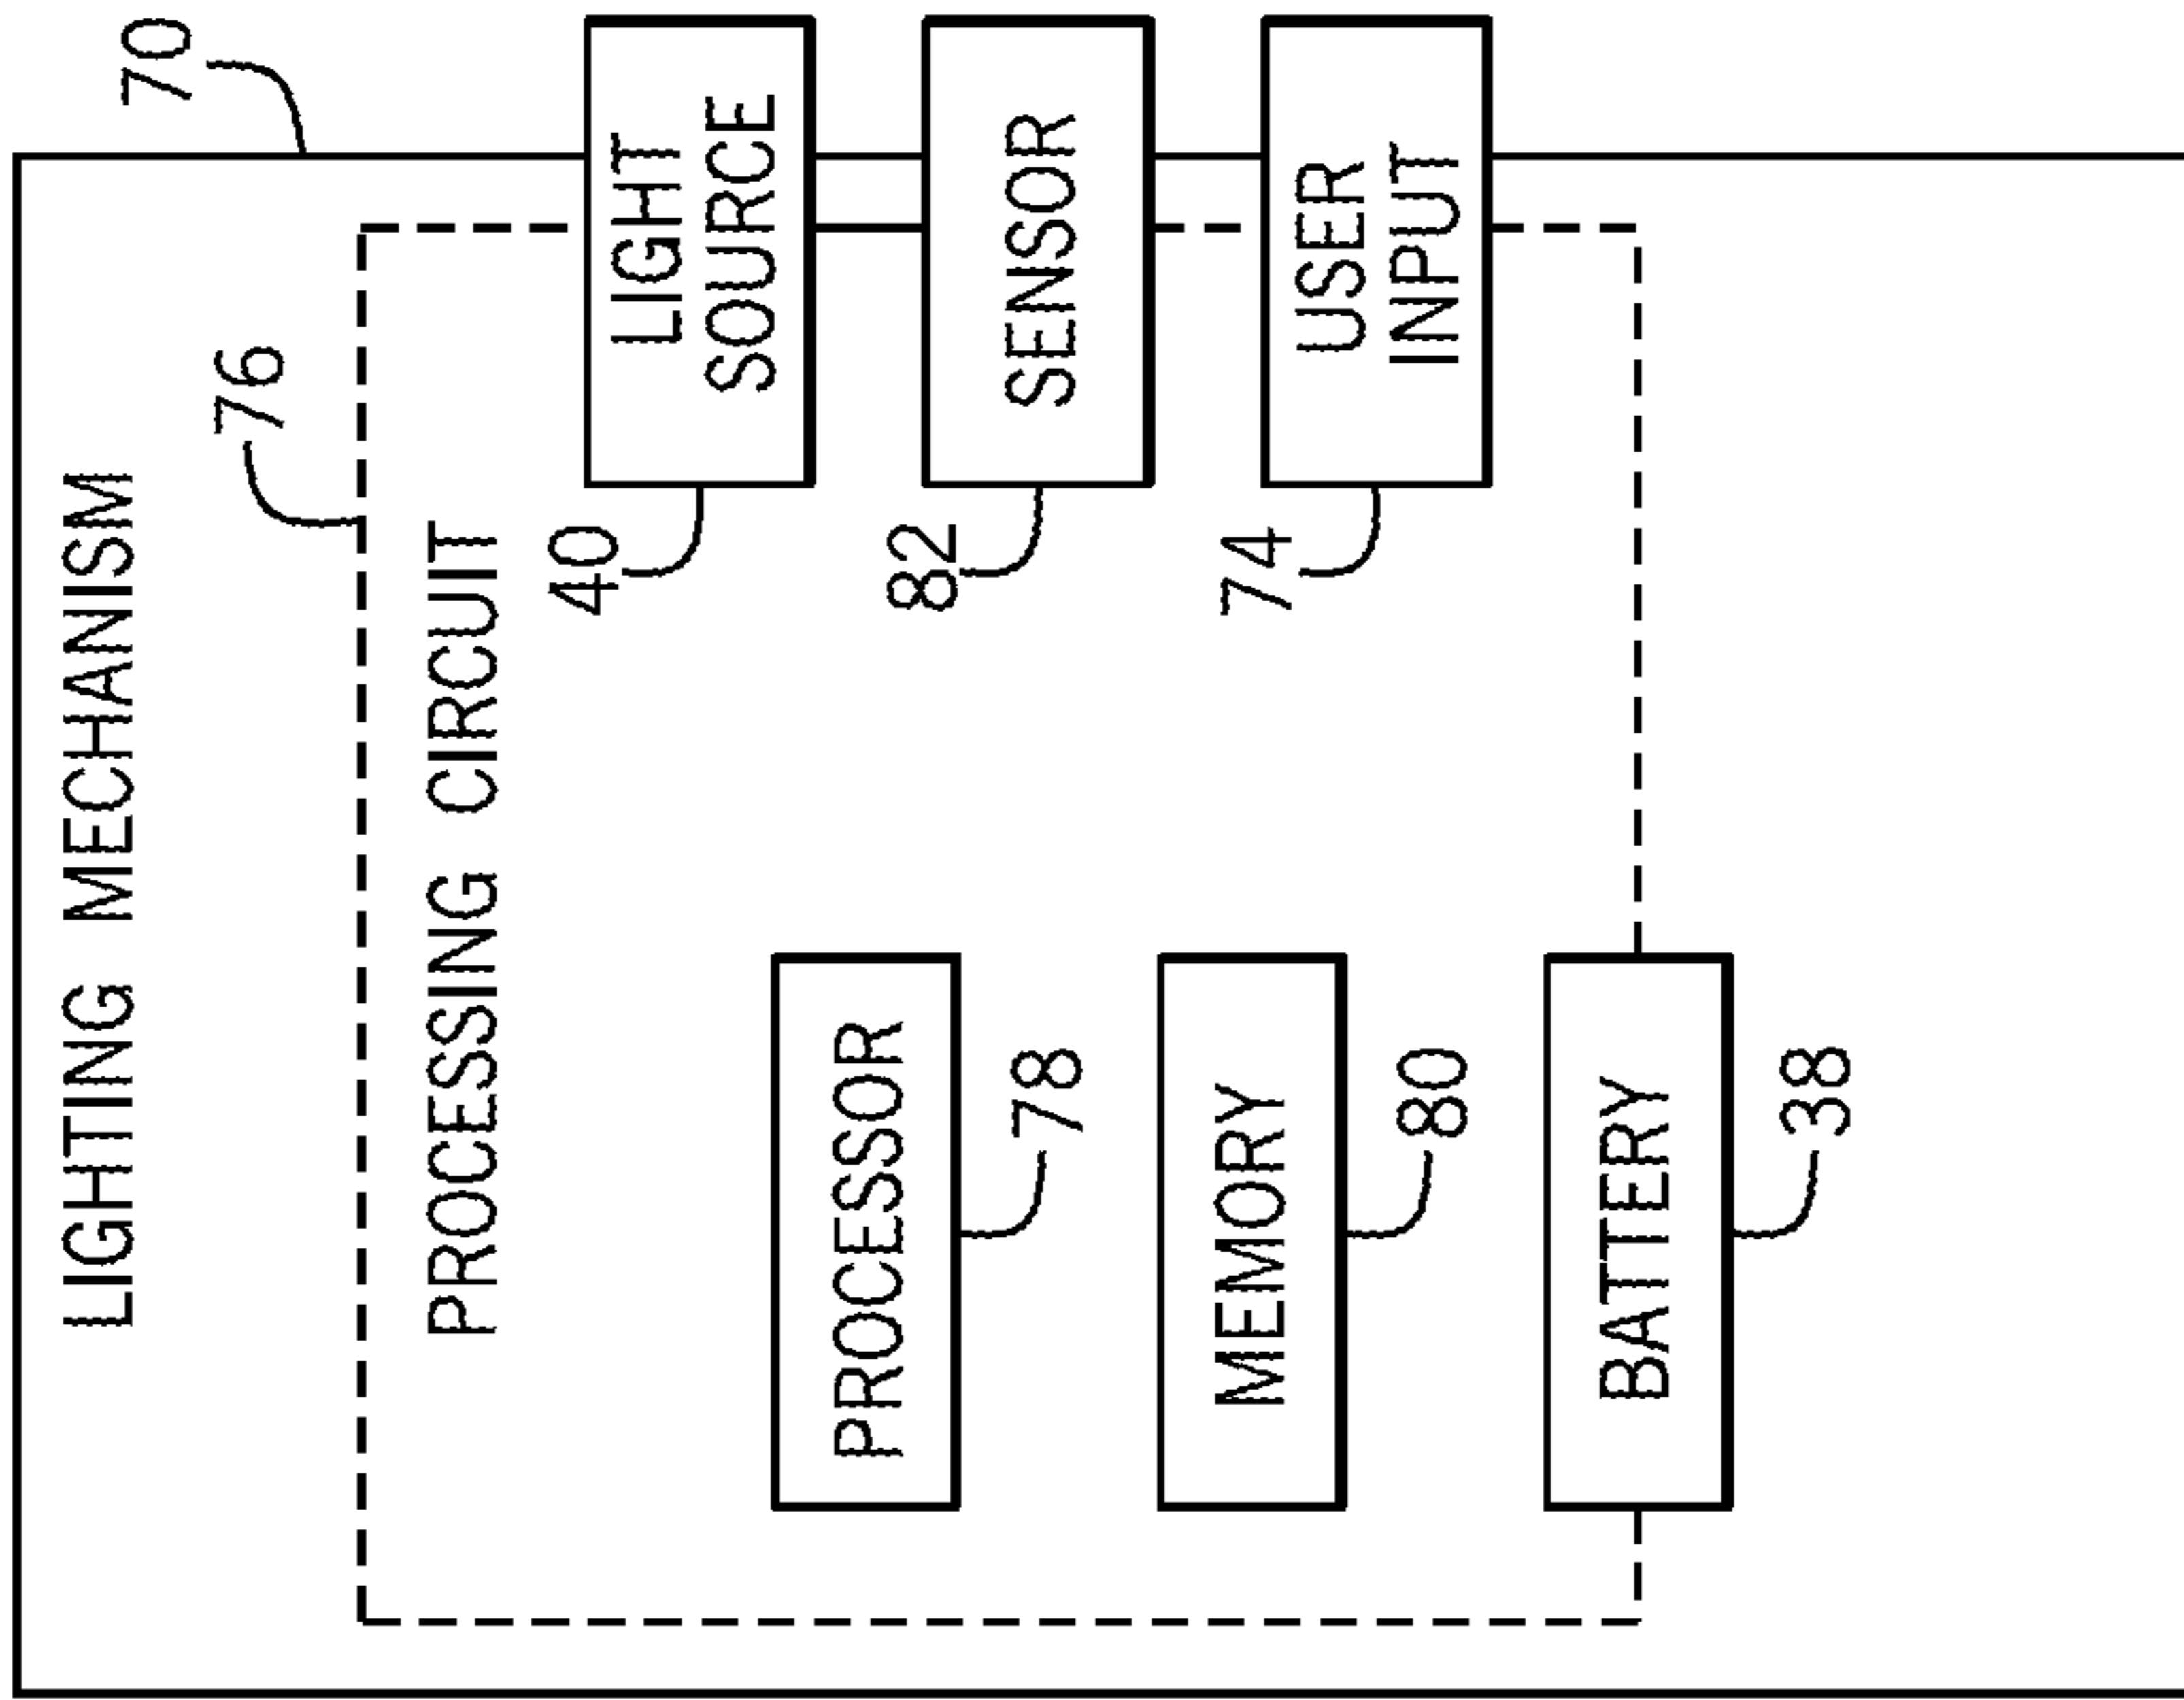 LIGHTING MECHANISM
70
76
PROCESSING CIRCUIT
LIGHT
SOURCE
40
PROCESSOR
78
SENSOR
82
MEMORY
80
USER
INPUT
74
BATTERY
38